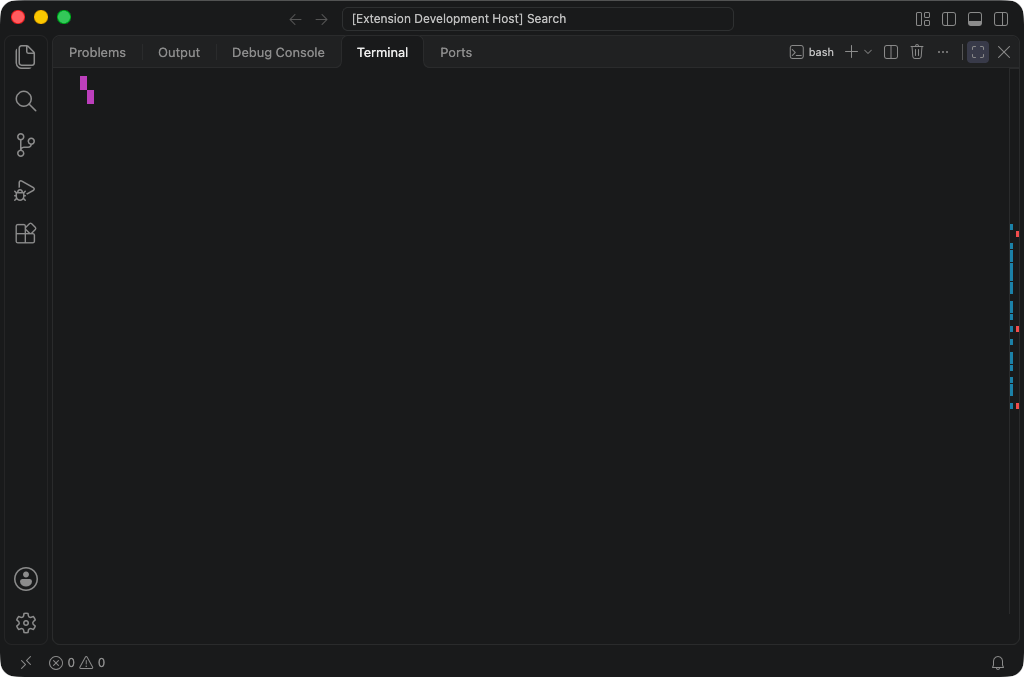 [Extension Development Host] Search
Problems
Output
Debug Console
Terminal
Ports
bash
0
0